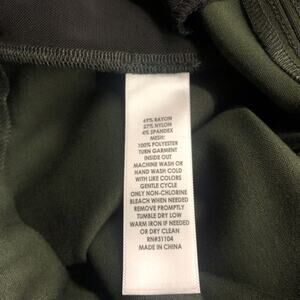 69% RAYON
27% NYLON
4% SPANDEX
MESH:
100% POLYESTER
TURN GARMENT
INSIDE OUT
MACHINE WASH OR
HAND WASH COLD
WITH LIKE COLORS
GENTLE CYCLE
ONLY NON-CHLORINE
BLEACH WHEN NEEDED
REMOVE PROMPTLY
TUMBLE DRY LOW
WARM IRON IF NEEDED
OR DRY CLEAN
RN#31104
MADE IN CHINA